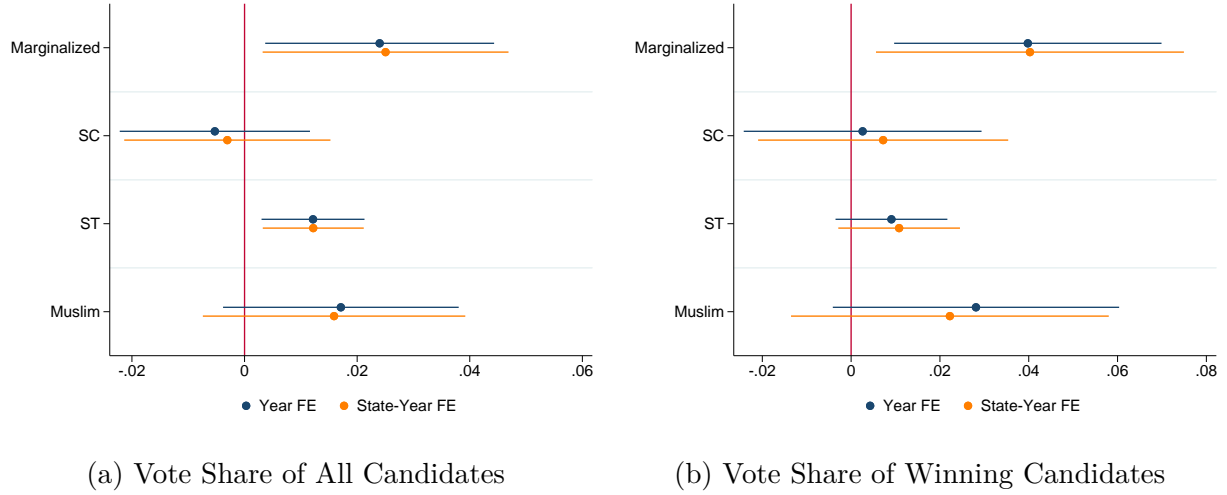 Marginalized
SC
ST
Muslim
-.02 0 .02 .04 .06
Year FE State-Year FE
(a) Vote Share of All Candidates
Marginalized
SC
ST
Muslim
-.02 0 .02 .04 .06 .08
Year FE State-Year FE
(b) Vote Share of Winning Candidates